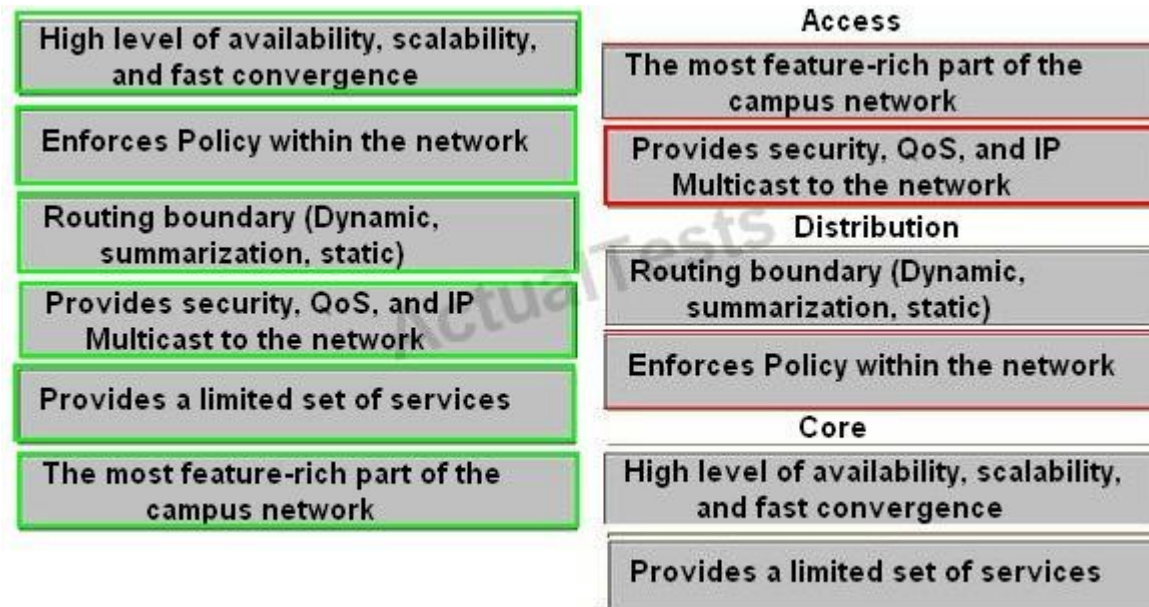 High level of availability, scalability,
and fast convergence
Enforces Policy within the network
Routing boundary (Dynamic,
summarization, static)
Provides security, QoS, and IP
Multicast to the network
Provides a limited set of services
The most feature-rich part of the
campus network
Access
The most feature-rich part of the
campus network
Provides security, QoS, and IP
Multicast to the network
Distribution
Routing boundary (Dynamic,
summarization, static)
Enforces Policy within the network
Core
High level of availability, scalability,
and fast convergence
Provides a limited set of services
ActualTests